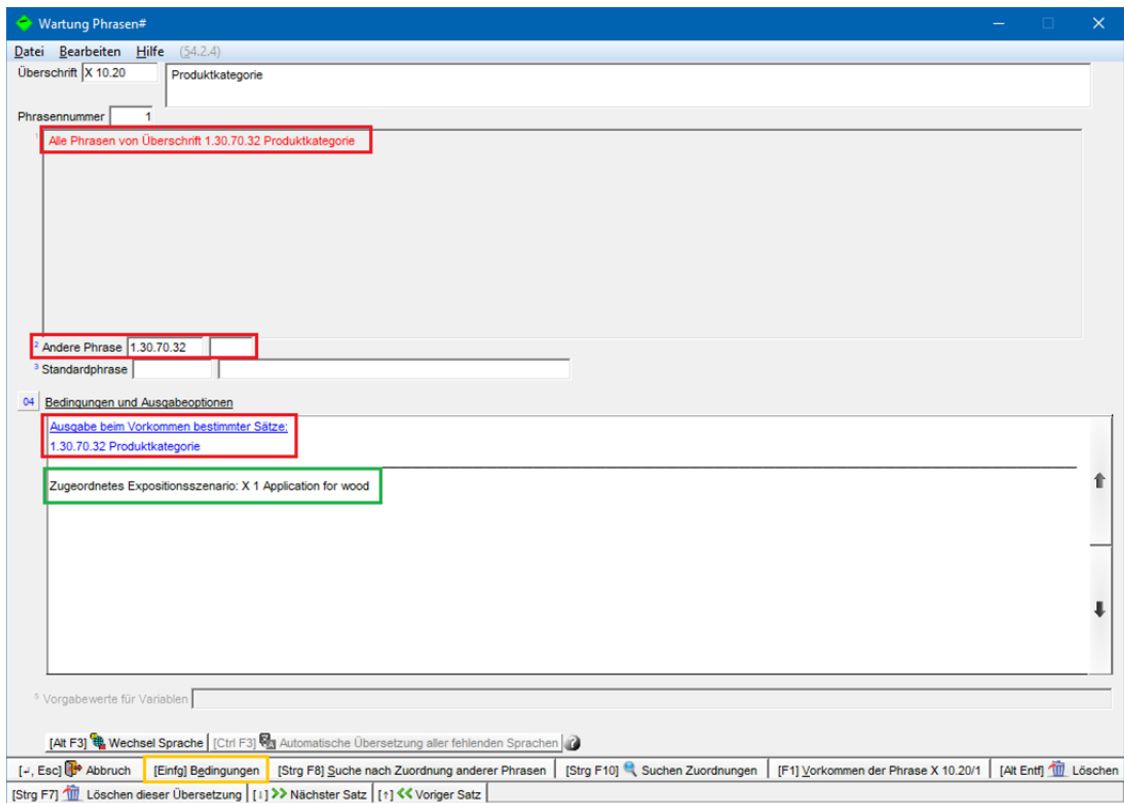 Wartung Phrasen#
Datei Bearbeiten Hilfe (54.2.4)
Überschrift X 10.20 Produktkategorie
Phrasennummer 1
1 Alle Phrasen von Überschrift 1.30.70.32 Produktkategorie
2 Andere Phrase 1.30.70.32
3 Standardphrase
04 Bedingungen und Ausgabeoptionen
Ausgabe beim Vorkommen bestimmter Sätze:
1.30.70.32 Produktkategorie
Zugeordnetes Expositionsszenario: X 1 Application for wood
5 Vorgabewerte für Variablen
[Alt F3] Wechsel Sprache [Ctrl F3] Automatische Übersetzung aller fehlenden Sprachen
[↵, Esc] Abbruch [Einfg] Bedingungen [Strg F8] Suche nach Zuordnung anderer Phrasen [Strg F10] Suchen Zuordnungen [F1] Vorkommen der Phrase X 10.20/1 [Alt Entf] Löschen
[Strg F7] Löschen dieser Übersetzung [↓] >> Nächster Satz [↑] << Voriger Satz